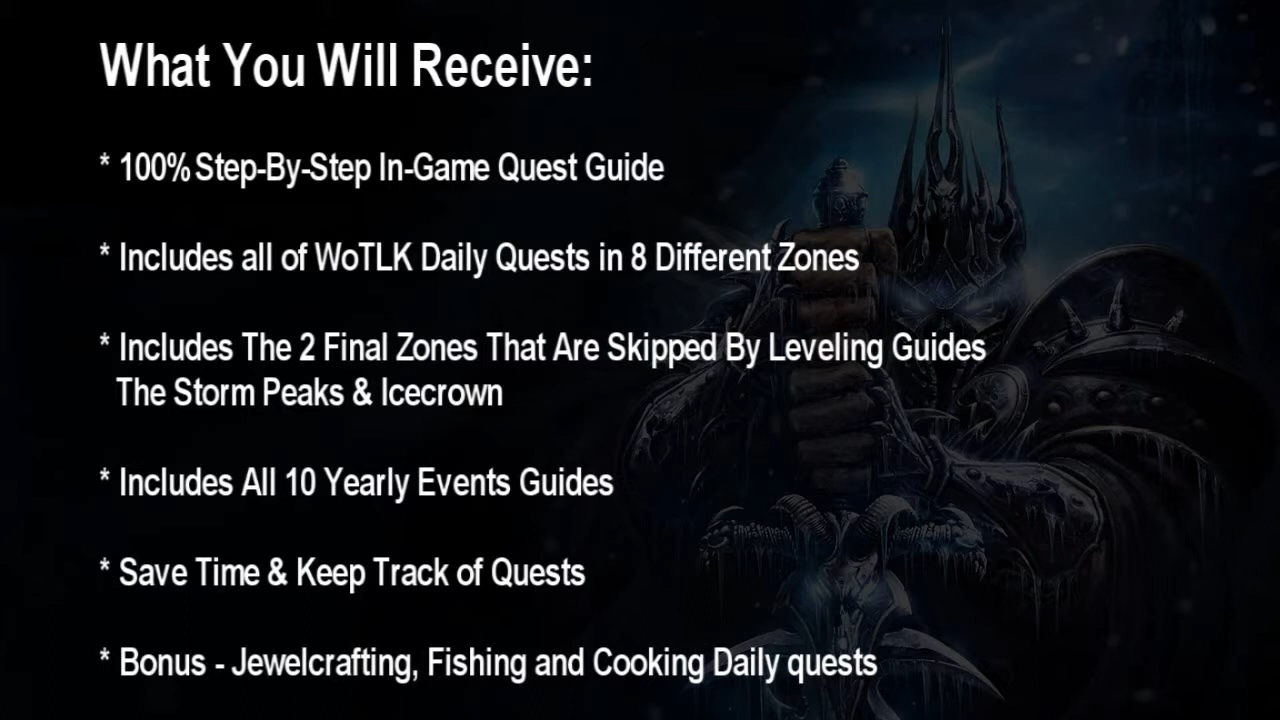 What You Will Receive:
* 100% Step-By-Step In-Game Quest Guide
* Includes all of WoTLK Daily Quests in 8 Different Zones
* Includes The 2 Final Zones That Are Skipped By Leveling Guides
The Storm Peaks & Icecrown
* Includes All 10 Yearly Events Guides
* Save Time & Keep Track of Quests
* Bonus - Jewelcrafting, Fishing and Cooking Daily quests